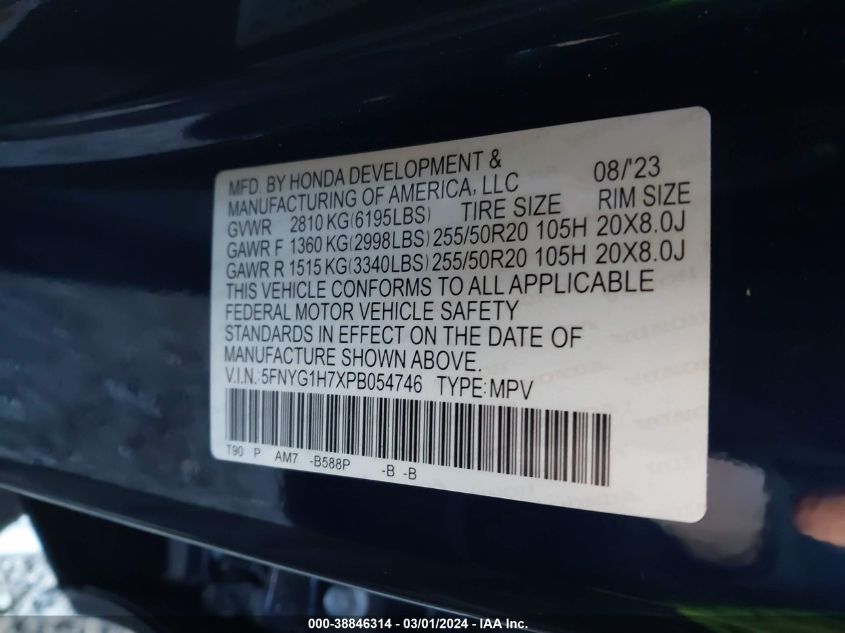 MFD. BY HONDA DEVELOPMENT & 08/'23
MANUFACTURING OF AMERICA, LLC
GVWR 2810 KG(6195LBS) TIRE SIZE RIM SIZE
GAWR F 1360 KG(2998LBS) 255/50R20 105H 20X8.0J
GAWR R 1515 KG(3340LBS) 255/50R20 105H 20X8.0J
THIS VEHICLE CONFORMS TO ALL APPLICABLE
FEDERAL MOTOR VEHICLE SAFETY
STANDARDS IN EFFECT ON THE DATE OF
MANUFACTURE SHOWN ABOVE.
V.I.N.:5FNYG1H7XPB054746 TYPE:MPV
T90 P AM7 -B588P -B -B
000-38846314 - 03/01/2024 - IAA Inc.